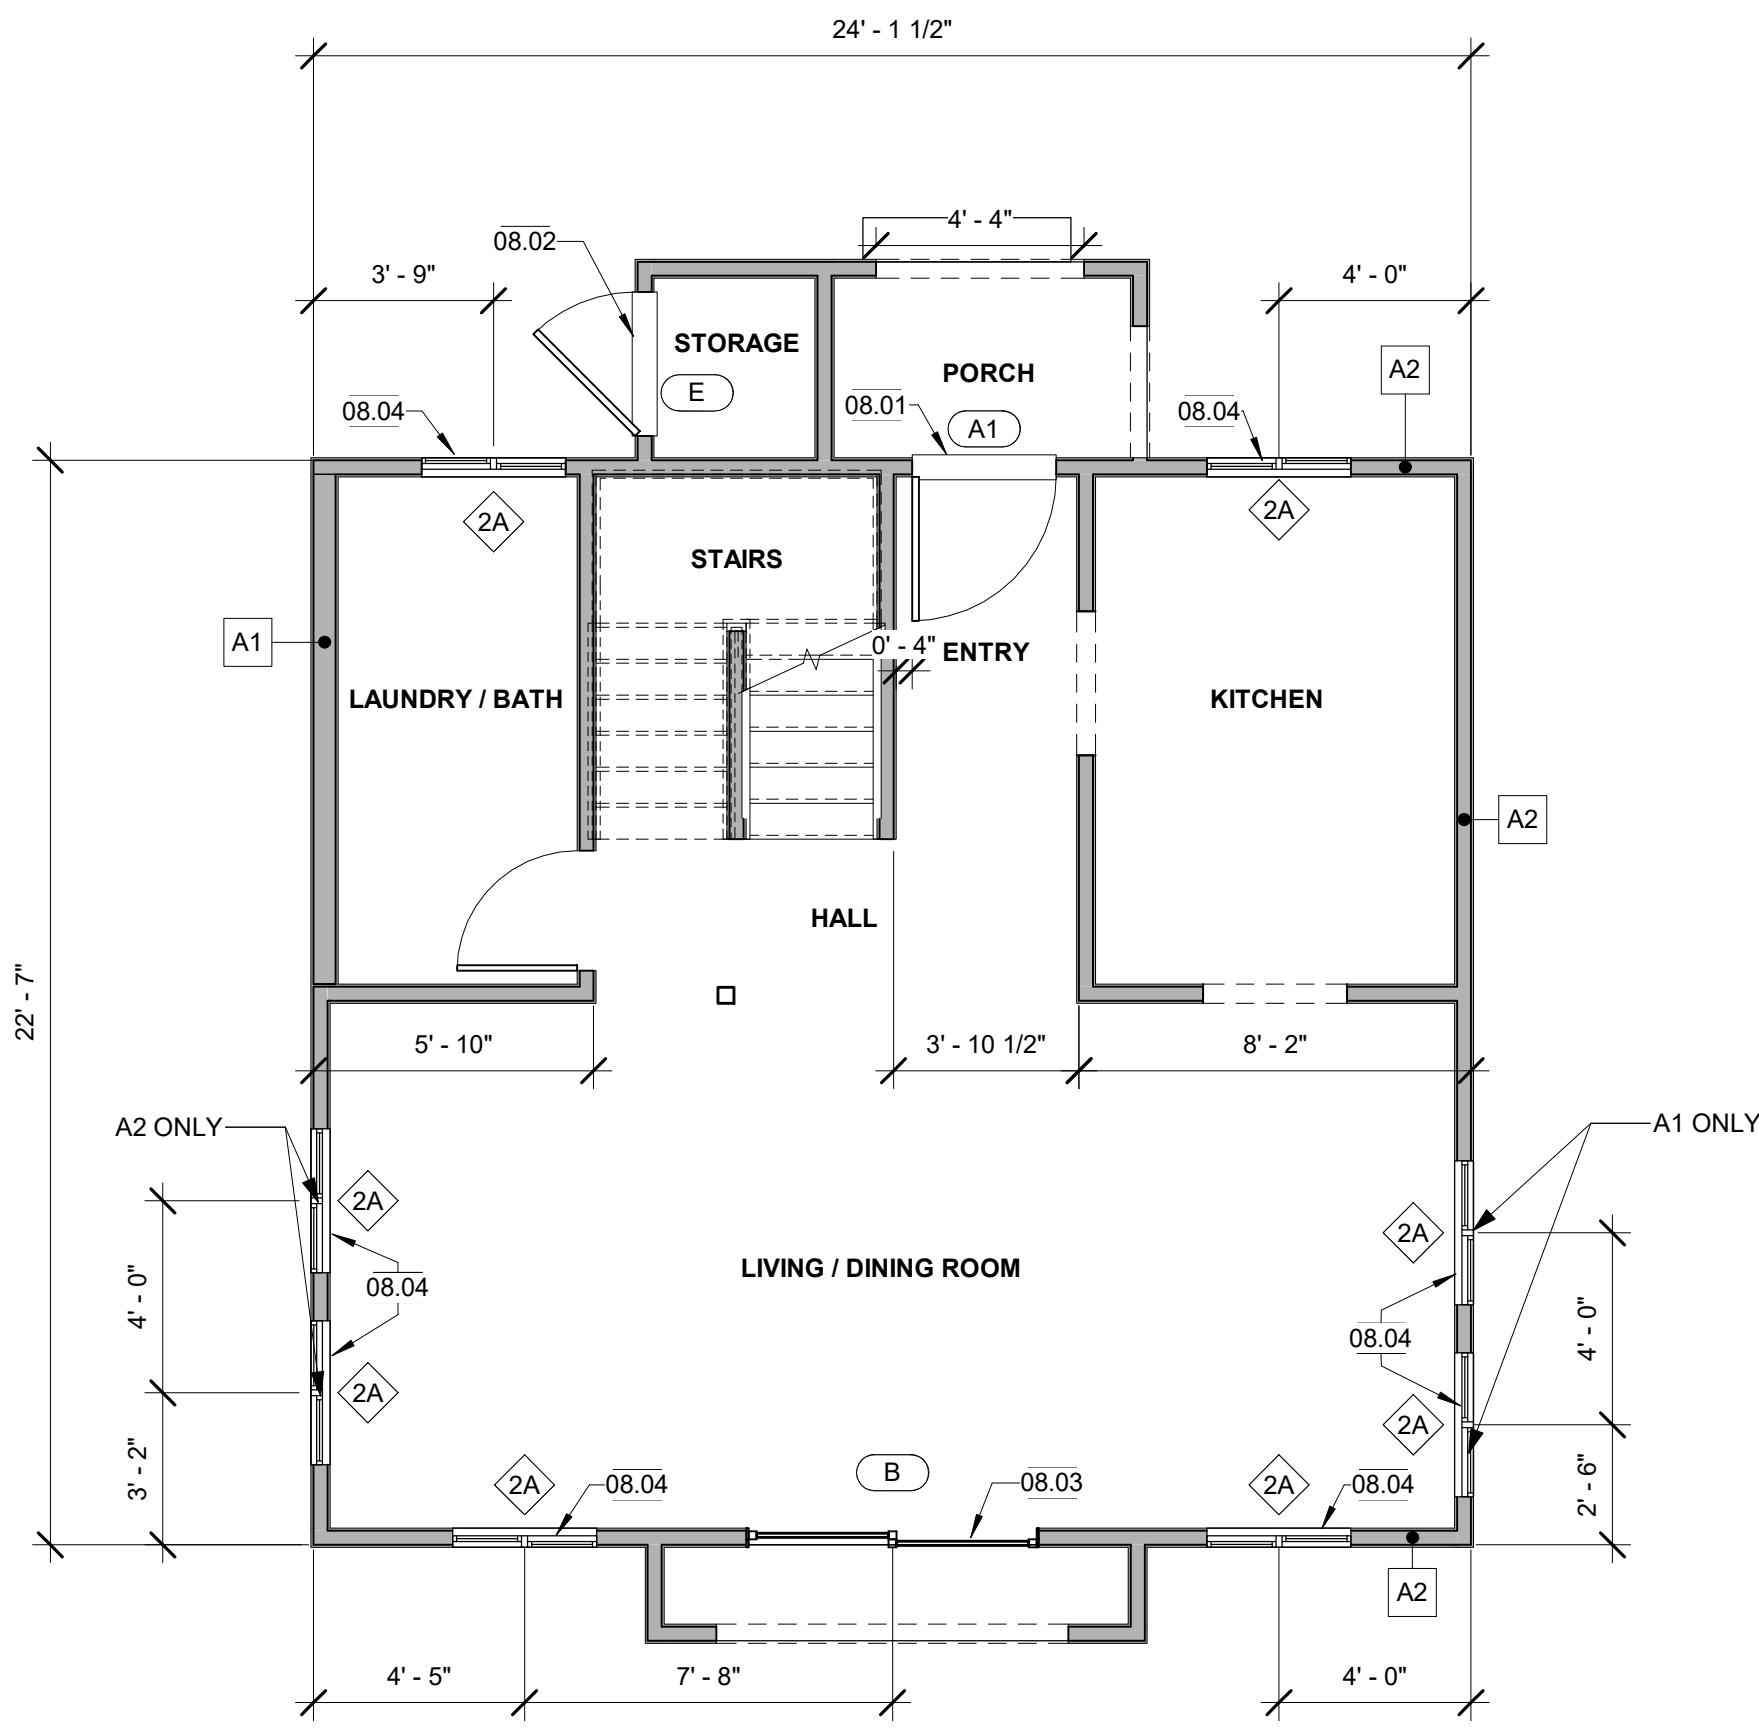 24' - 1 1/2"
4' - 4"
08.02
3' - 9"
4' - 0"
STORAGE
PORCH
A2
E
08.04
08.01
08.04
A1
2A
2A
STAIRS
A1
0' - 4"
ENTRY
LAUNDRY / BATH
KITCHEN
A2
HALL
22' - 7"
5' - 10"
3' - 10 1/2"
8' - 2"
A2 ONLY
A1 ONLY
2A
2A
4' - 0"
08.04
LIVING / DINING ROOM
08.04
4' - 0"
2A
2A
3' - 2"
2A
08.04
B
08.03
2A
08.04
2' - 6"
A2
4' - 5"
7' - 8"
4' - 0"